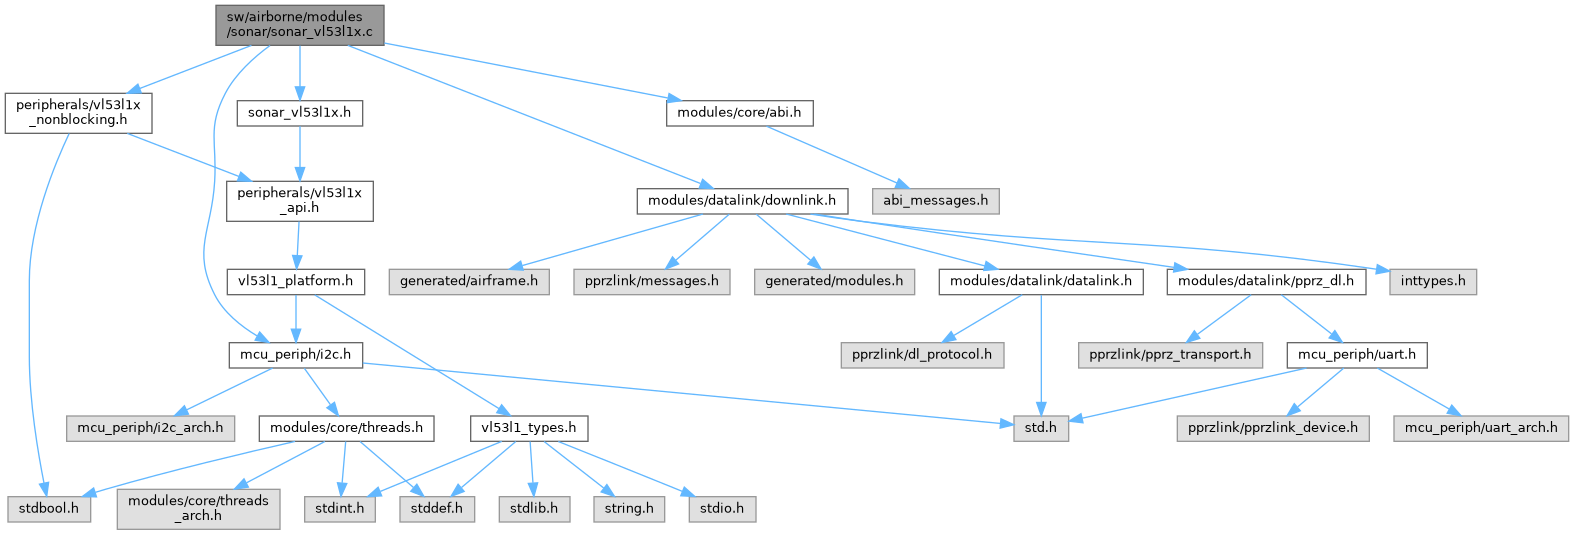 sw/airborne/modules
/sonar/sonar_vl53l1x.c
peripherals/vl53l1x
_nonblocking.h
sonar_vl53l1x.h
modules/core/abi.h
peripherals/vl53l1x
_api.h
modules/datalink/downlink.h
abi_messages.h
vl53l1_platform.h
generated/airframe.h
pprzlink/messages.h
generated/modules.h
modules/datalink/datalink.h
modules/datalink/pprz_dl.h
inttypes.h
mcu_periph/i2c.h
pprzlink/dl_protocol.h
pprzlink/pprz_transport.h
mcu_periph/uart.h
mcu_periph/i2c_arch.h
modules/core/threads.h
vl53l1_types.h
std.h
pprzlink/pprzlink_device.h
mcu_periph/uart_arch.h
stdbool.h
modules/core/threads
_arch.h
stdint.h
stddef.h
stdlib.h
string.h
stdio.h